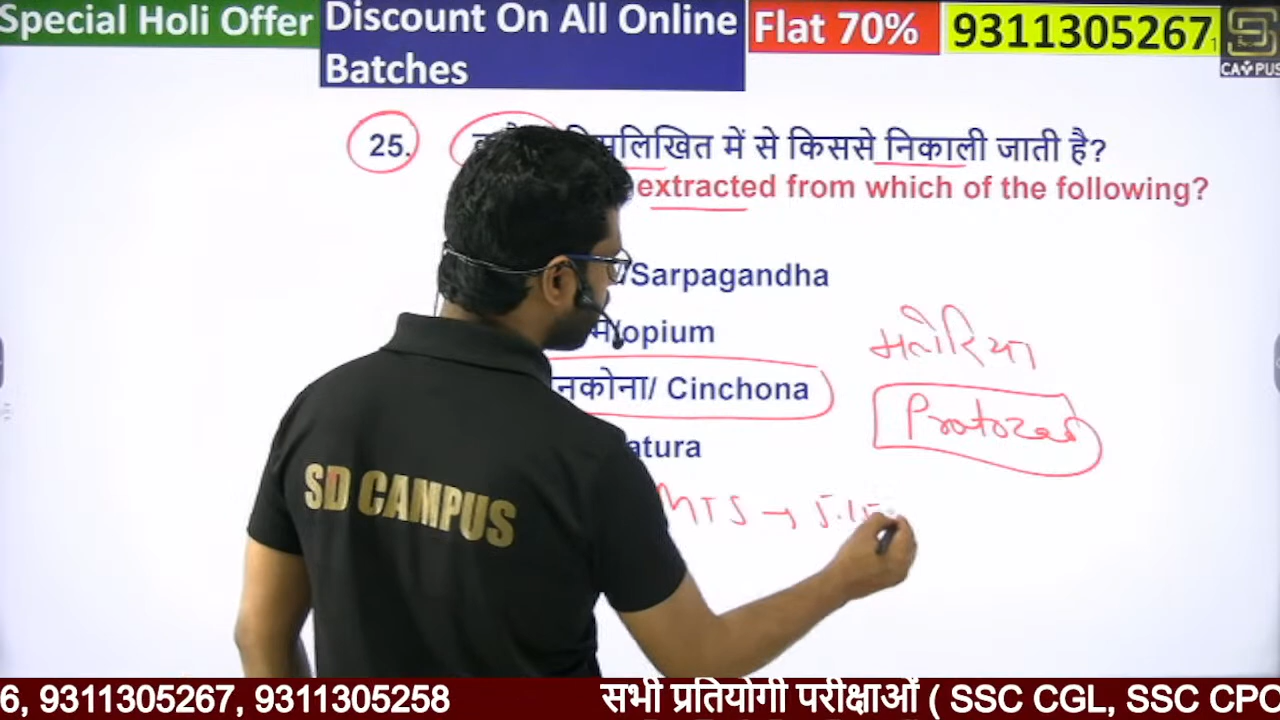 Special Holi Offer
Discount On All Online
Batches
Flat 70%
9311305267
CAMPUS
25. निम्नलिखित में से किससे निकाली जाती है?
extracted from which of the following?
/Sarpagandha
opium
Cinchona
मलेरिया
Protozoa
MTS → 5.15
SD CAMPUS
6, 9311305267, 9311305258
सभी प्रतियोगी परीक्षाओं ( SSC CGL, SSC CPO